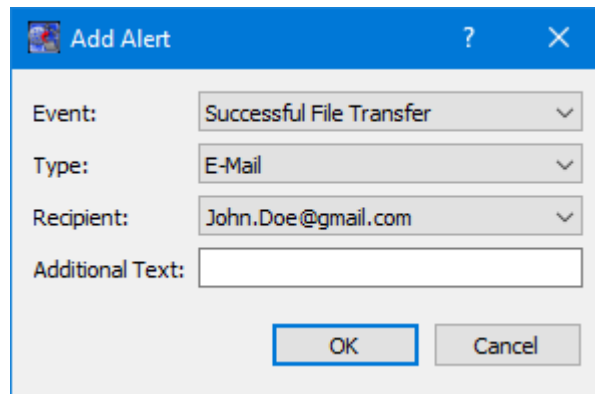 Add Alert ?
Event: Successful File Transfer
Type: E-Mail
Recipient: John.Doe@gmail.com
Additional Text:
OK Cancel